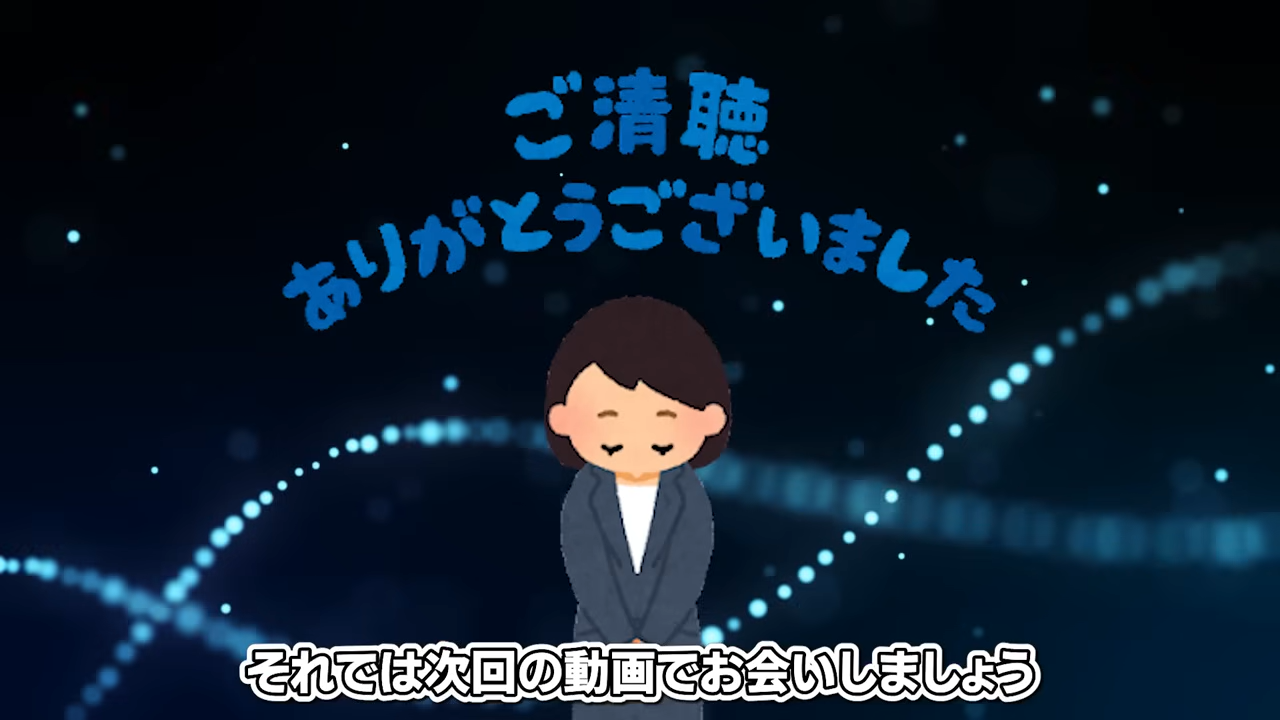 ご清聴
ありがとうございました
それでは次回の動画でお会いしましょう